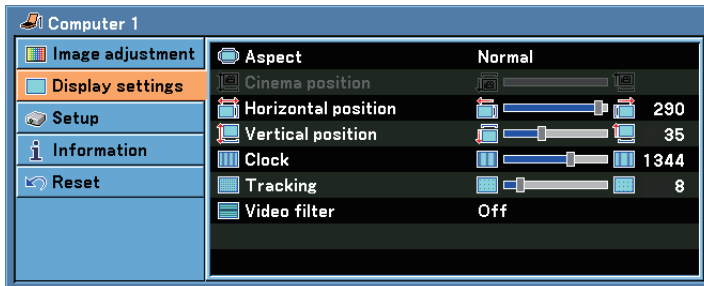 Computer 1
Image adjustment
Display settings
Setup
Information
Reset
Aspect Normal
Cinema position
Horizontal position 290
Vertical position 35
Clock 1344
Tracking 8
Video filter Off